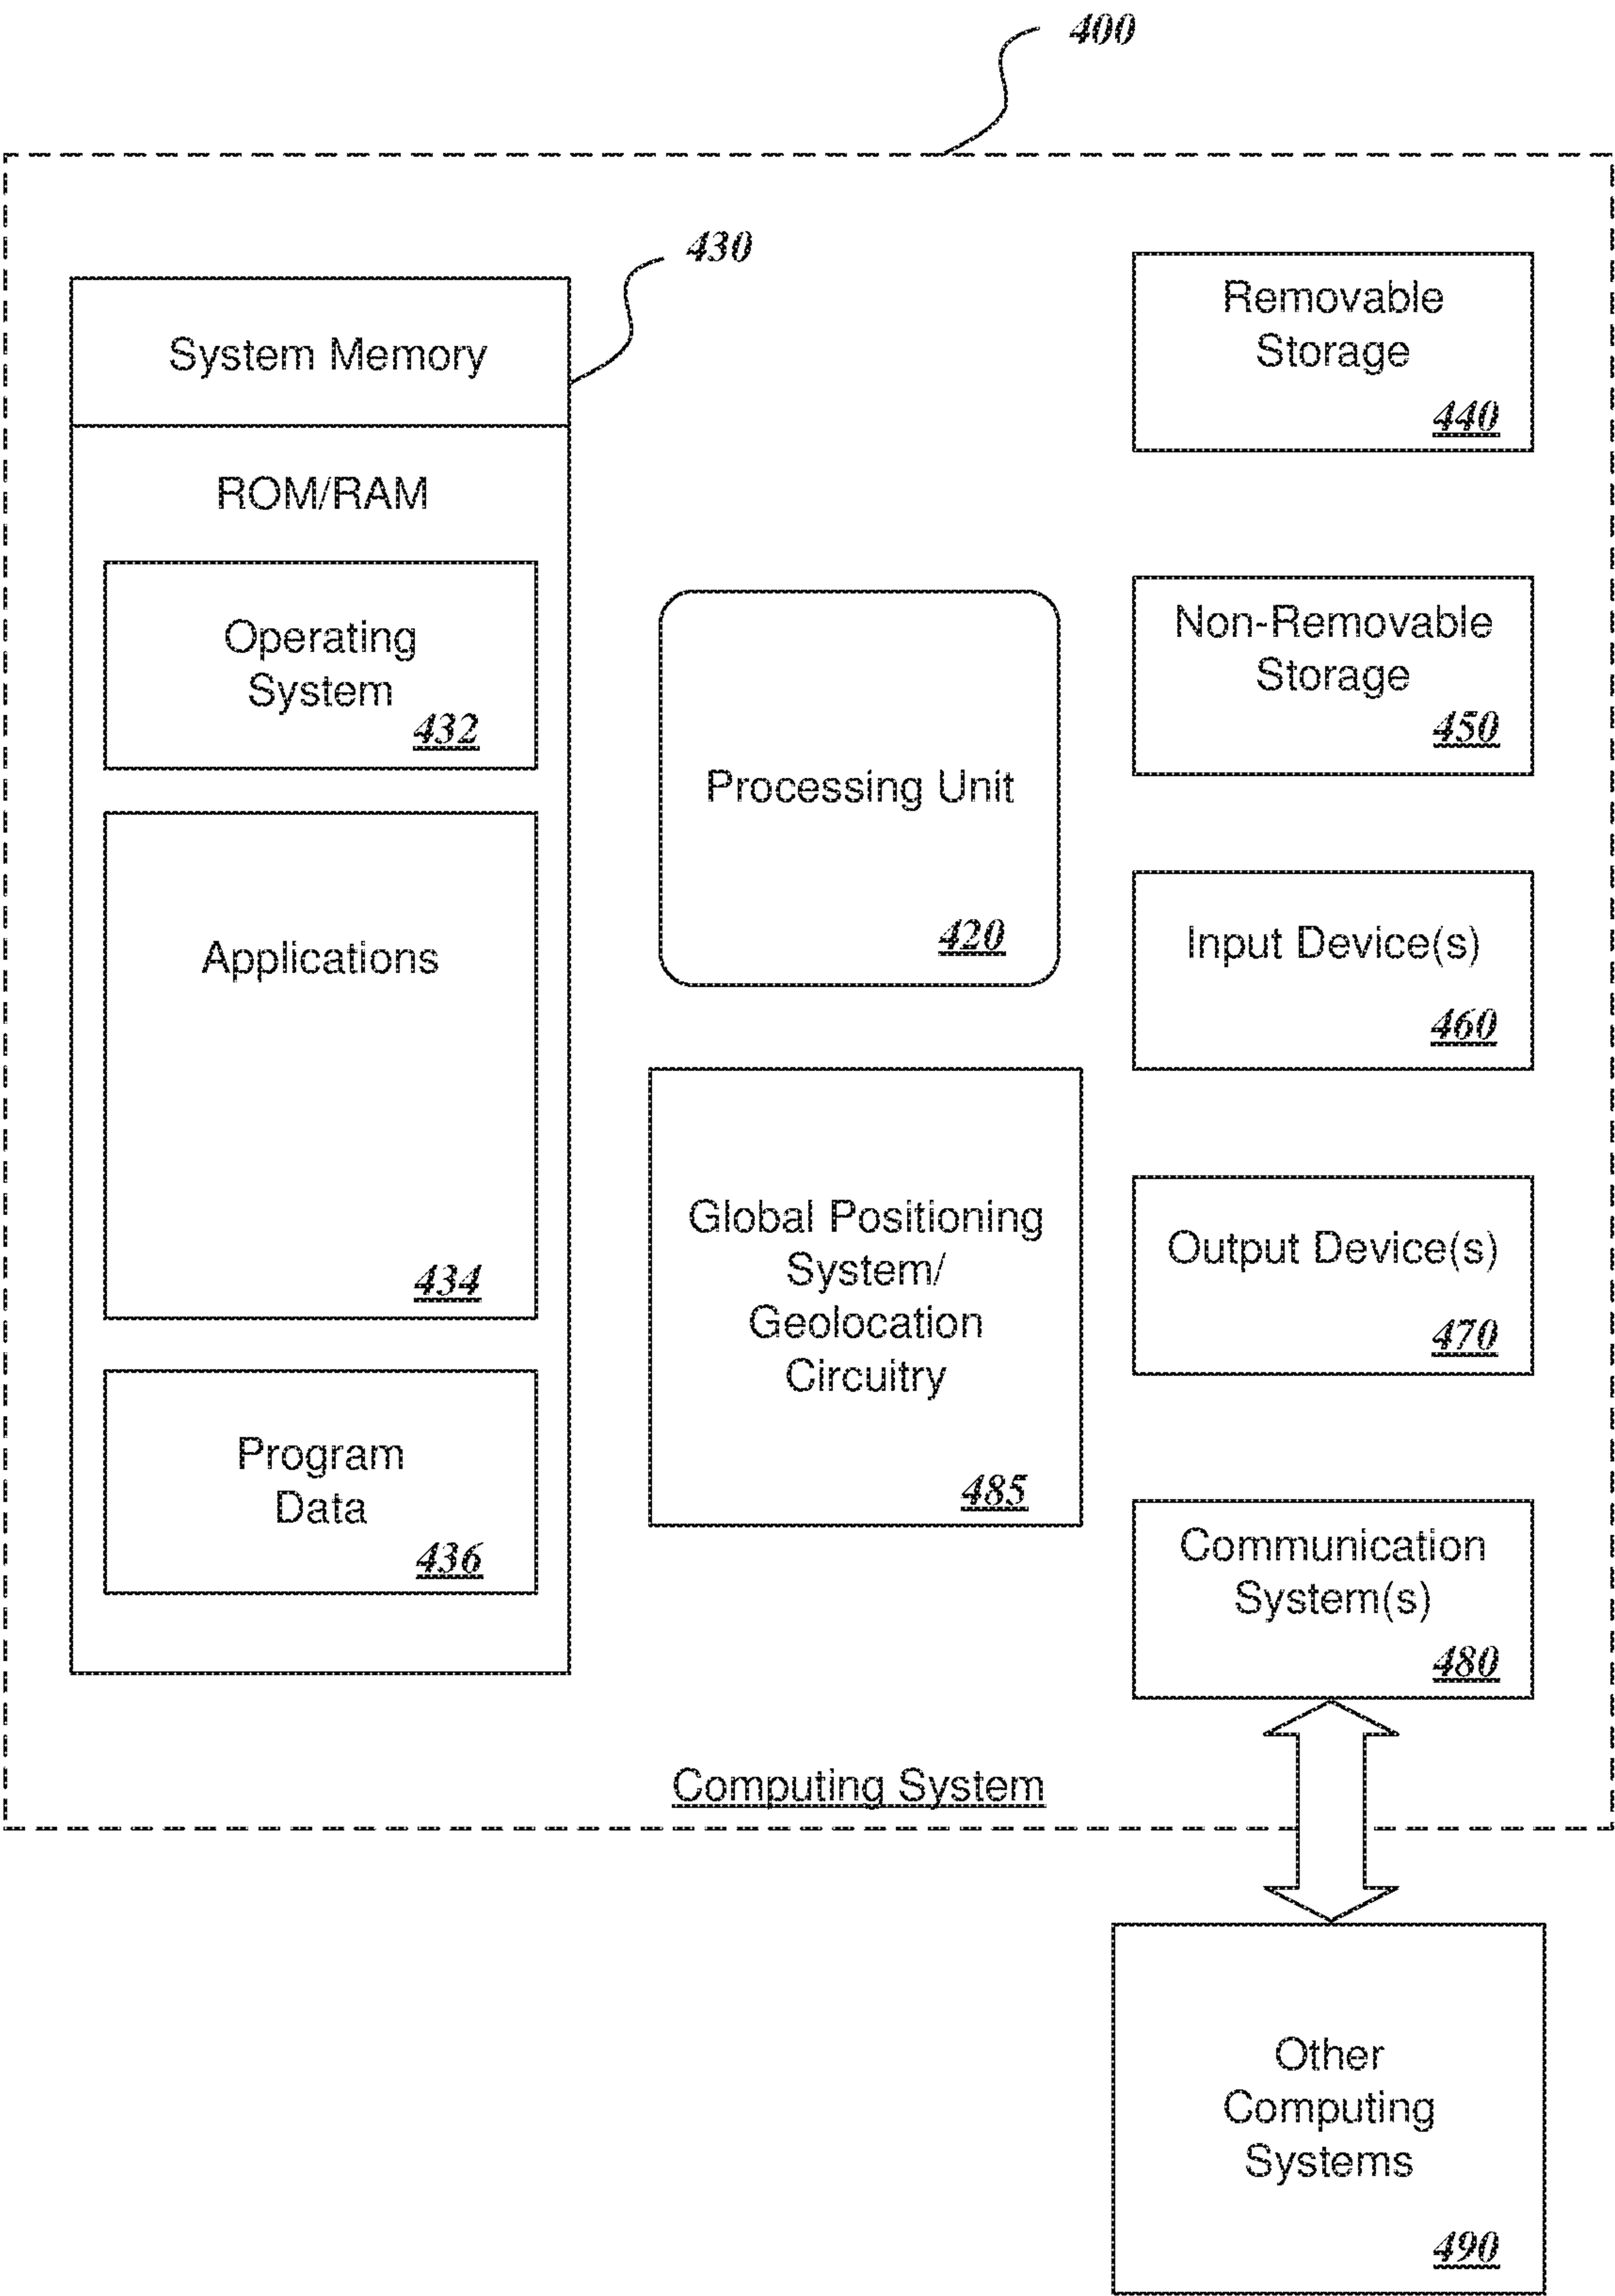 400
430
System Memory
ROM/RAM
Operating
System
432
Applications
434
Program
Data
436
Processing Unit
420
Global Positioning
System/
Geolocation
Circuitry
485
Removable
Storage
440
Non-Removable
Storage
450
Input Device(s)
460
Output Device(s)
470
Communication
System(s)
480
Computing System
Other
Computing
Systems
490